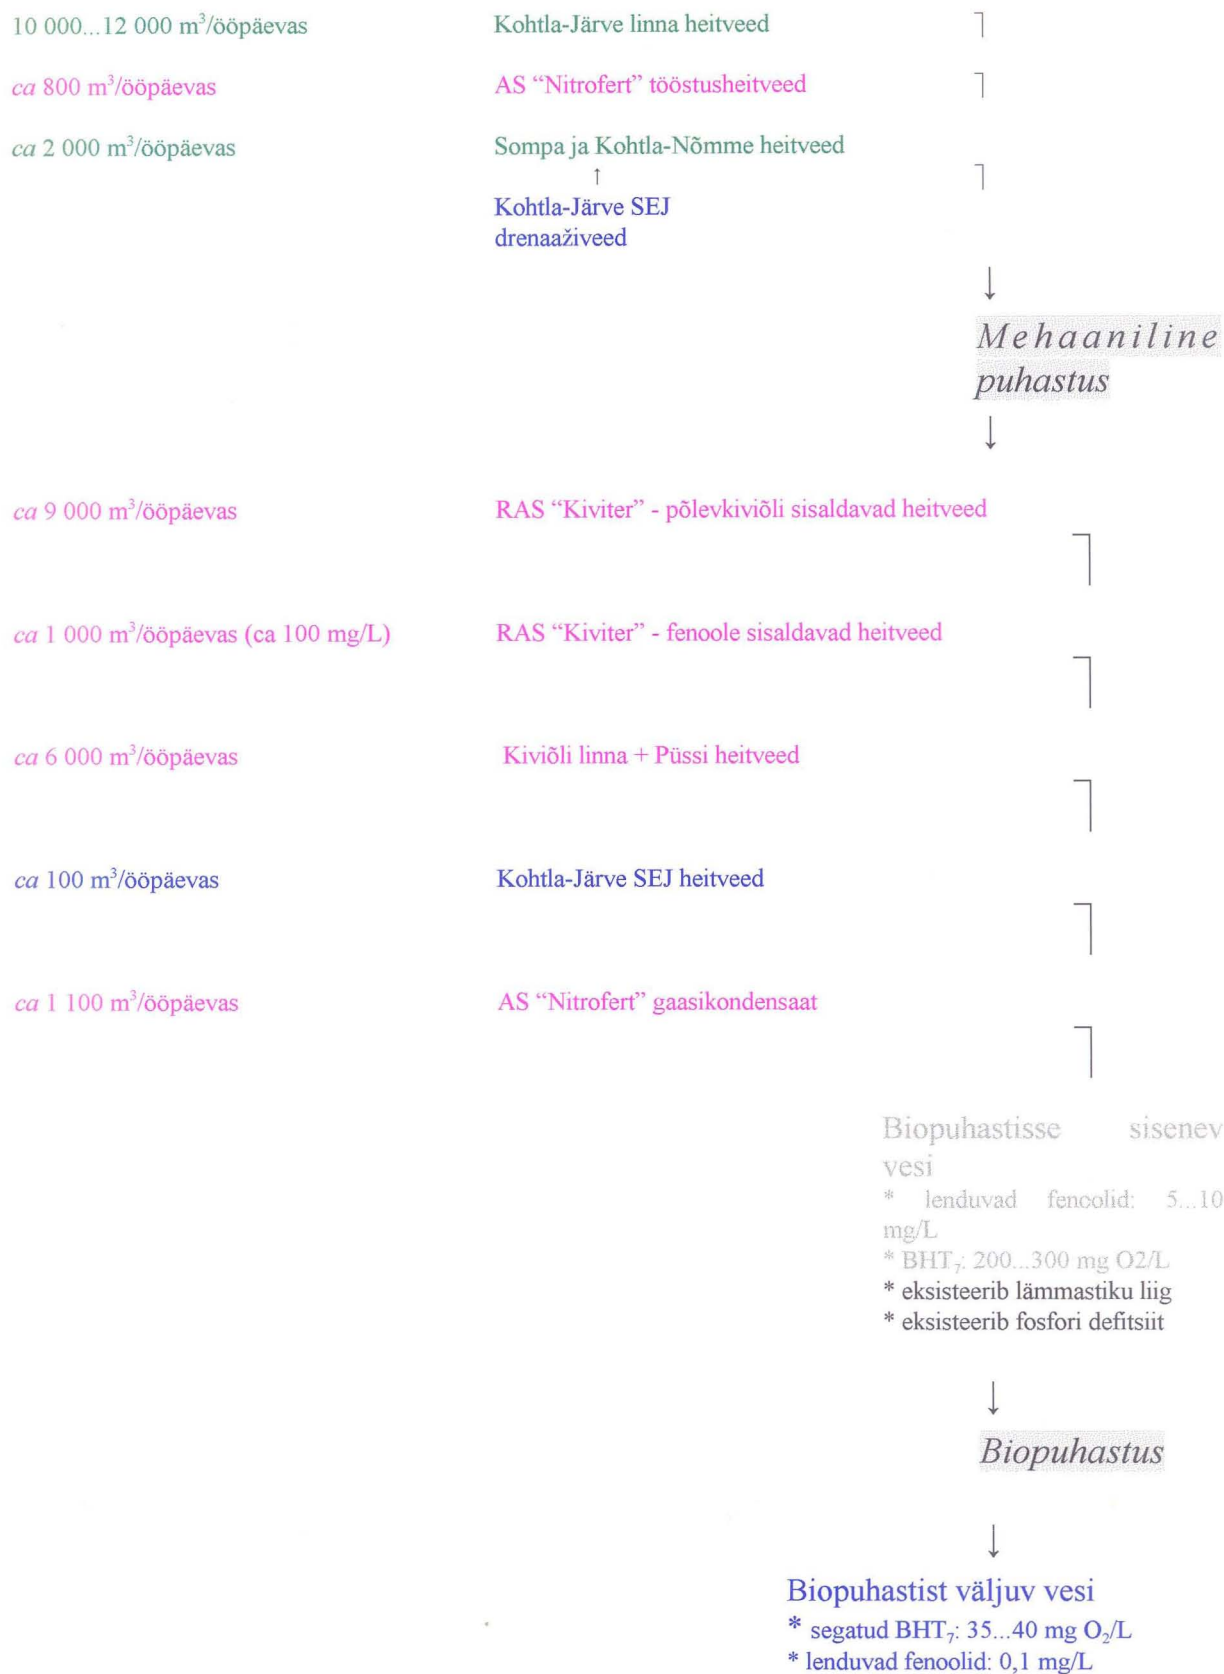 10 000...12 000 m³/ööpäevas Kohtla-Järve linna heitveed
ca 800 m³/ööpäevas AS “Nitrofert” tööstusheitveed
ca 2 000 m³/ööpäevas Sompa ja Kohtla-Nõmme heitveed
↑
Kohtla-Järve SEJ
drenaaživeed
↓
Mehaaniline
puhastus
↓
ca 9 000 m³/ööpäevas RAS “Kiviter” - põlevkiviõli sisaldavad heitveed
ca 1 000 m³/ööpäevas (ca 100 mg/L) RAS “Kiviter” - fenoole sisaldavad heitveed
ca 6 000 m³/ööpäevas Kiviõli linna + Püssi heitveed
ca 100 m³/ööpäevas Kohtla-Järve SEJ heitveed
ca 1 100 m³/ööpäevas AS “Nitrofert” gaasikondensaat
Biopuhastisse sisenev
vesi
* lenduvad fenoolid: 5...10
mg/L
* BHT₇: 200...300 mg O2/L
* eksisteerib lämmastiku liig
* eksisteerib fosfori defitsiit
↓
Biopuhastus
↓
Biopuhastist väljuv vesi
* segatud BHT₇: 35...40 mg O₂/L
* lenduvad fenoolid: 0,1 mg/L